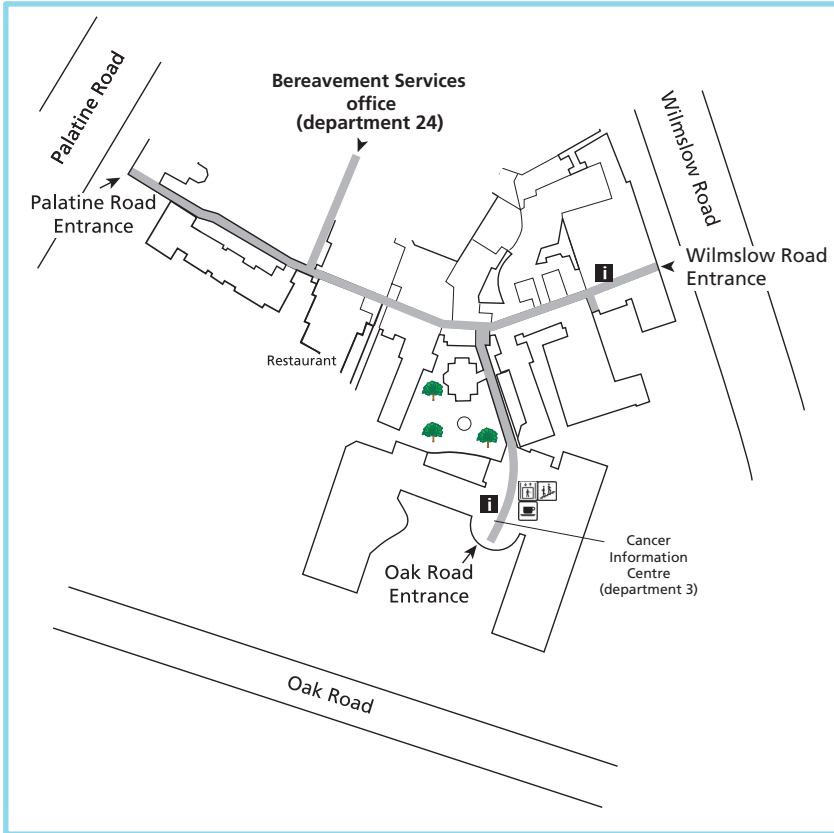 Palatine Road
Bereavement Services
office
(department 24)
Wilmslow Road
Palatine Road
Entrance
i
Wilmslow Road
Entrance
Restaurant
i
Cancer
Information
Centre
(department 3)
Oak Road
Entrance
Oak Road